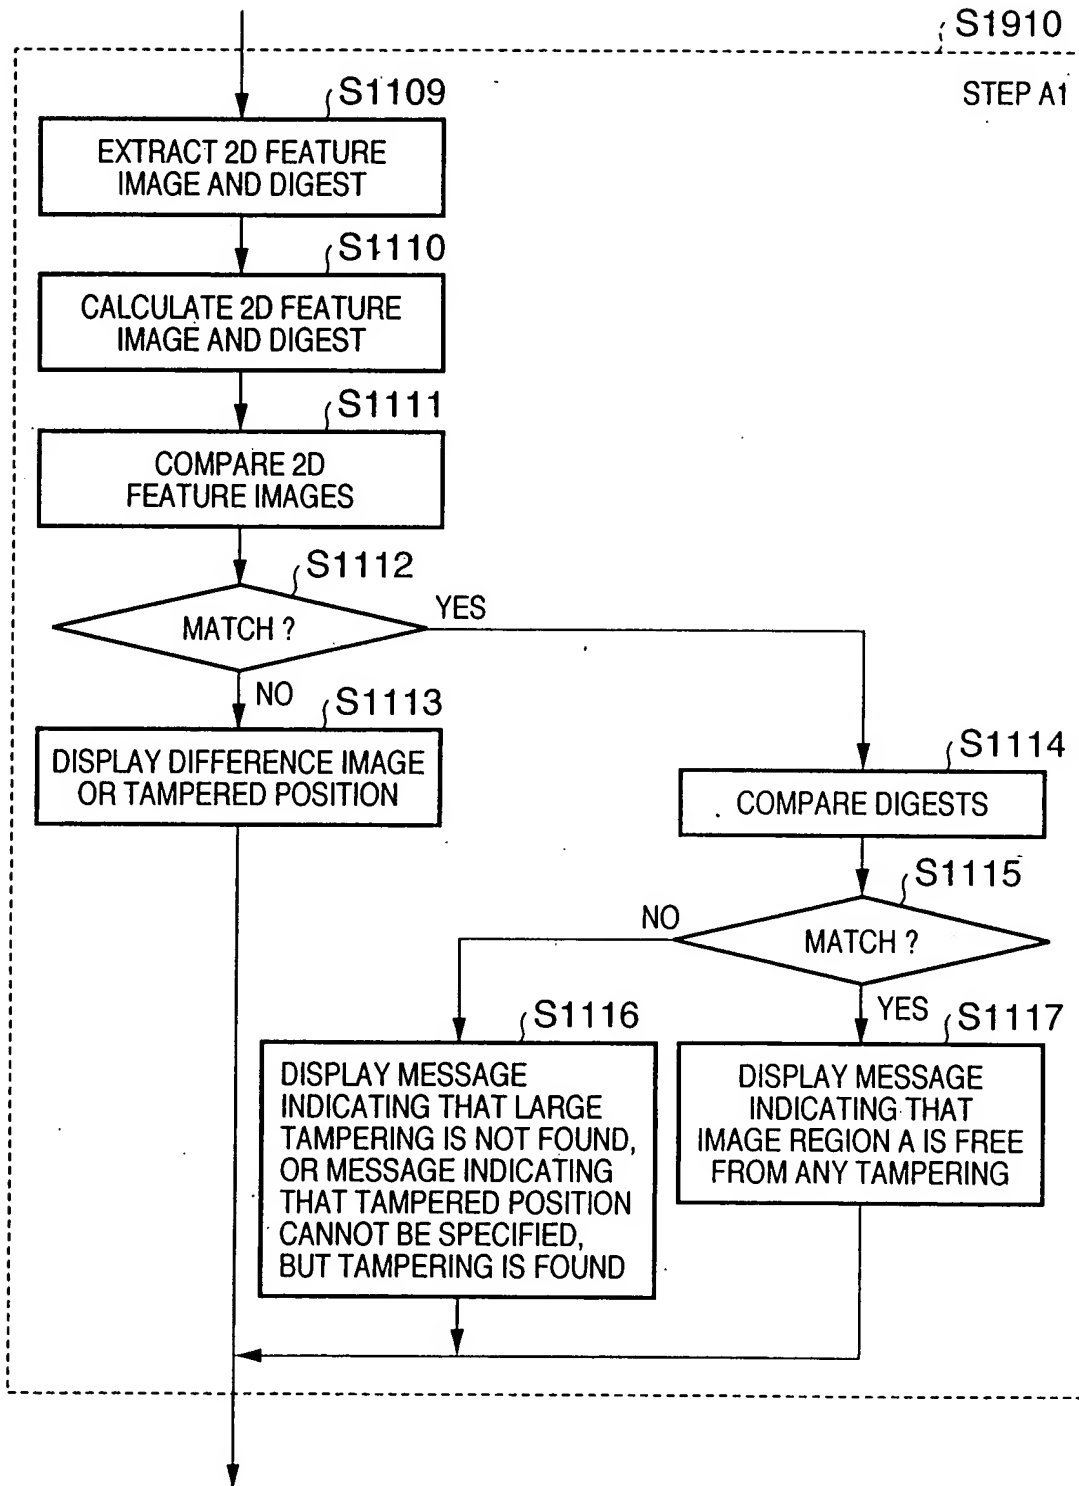 S1910
STEP A1
S1109
EXTRACT 2D FEATURE
IMAGE AND DIGEST
S1110
CALCULATE 2D FEATURE
IMAGE AND DIGEST
S1111
COMPARE 2D
FEATURE IMAGES
S1112
MATCH ?
YES
NO
S1113
DISPLAY DIFFERENCE IMAGE
OR TAMPERED POSITION
S1114
COMPARE DIGESTS
S1115
MATCH ?
NO
YES
S1116
DISPLAY MESSAGE
INDICATING THAT LARGE
TAMPERING IS NOT FOUND,
OR MESSAGE INDICATING
THAT TAMPERED POSITION
CANNOT BE SPECIFIED,
BUT TAMPERING IS FOUND
S1117
DISPLAY MESSAGE
INDICATING THAT
IMAGE REGION A IS FREE
FROM ANY TAMPERING